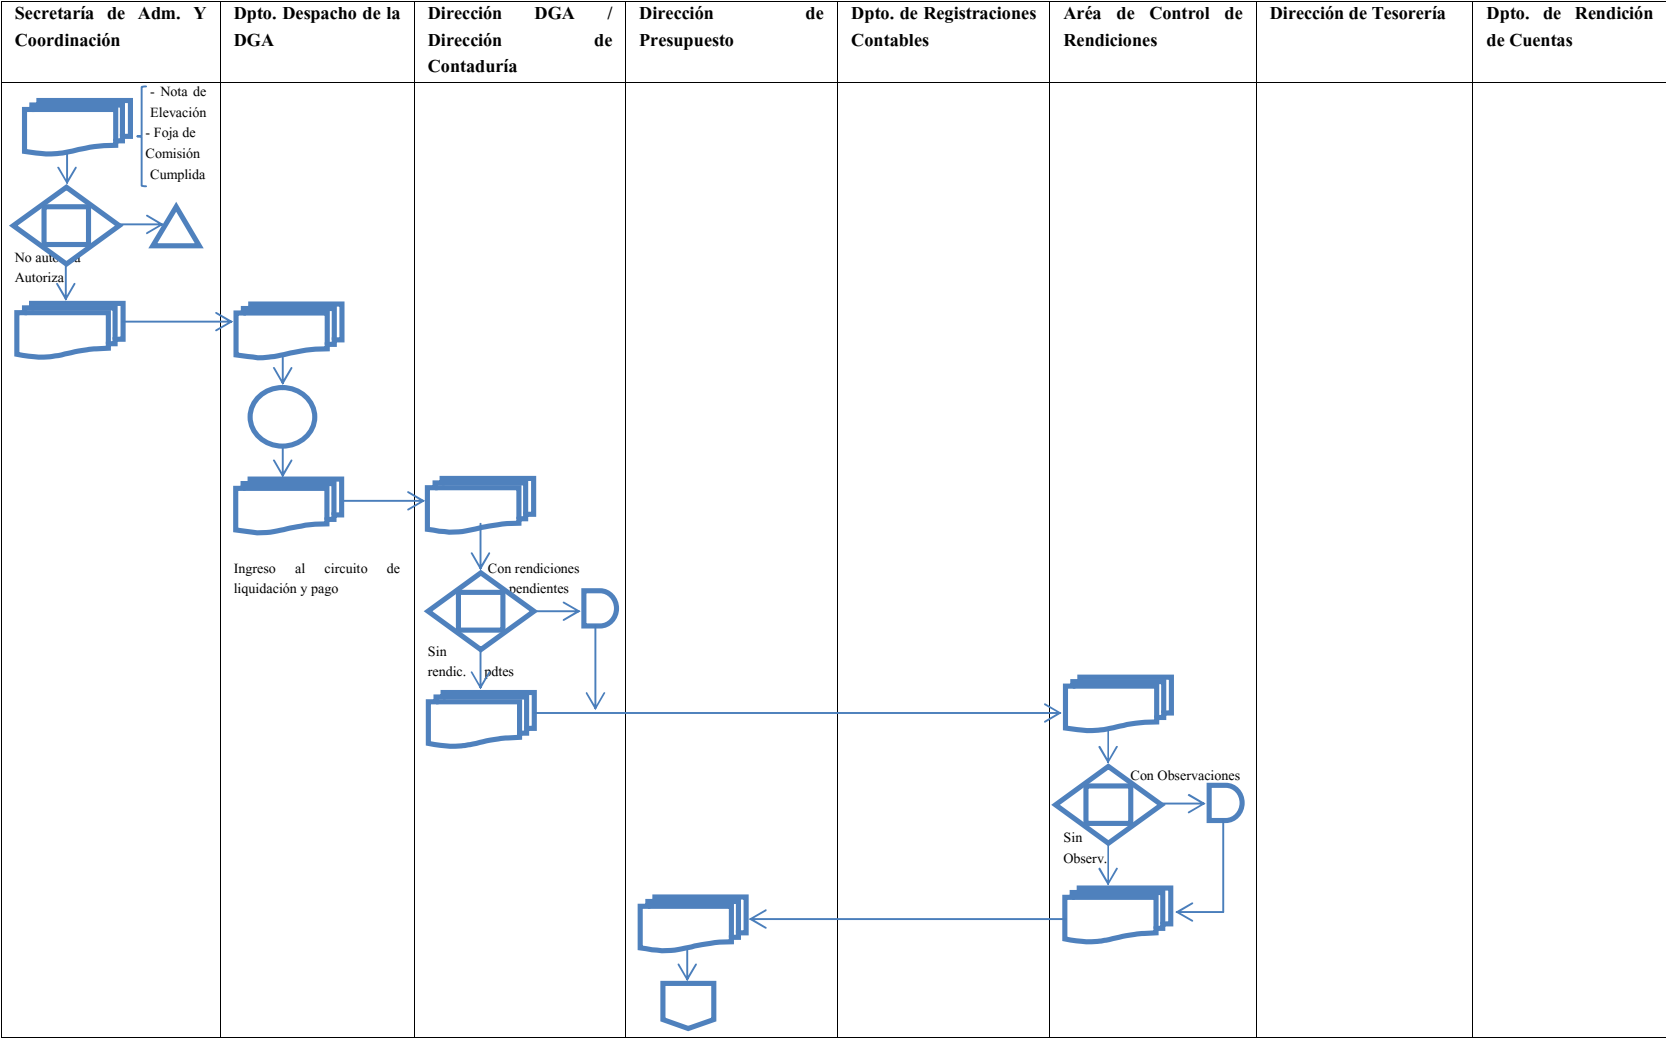 Secretaría de Adm. Y
Coordinación
Dpto. Despacho de la
DGA
Dirección DGA /
Dirección de
Contaduría
Dirección de
Presupuesto
Dpto. de Registraciones
Contables
Aréa de Control de
Rendiciones
Dirección de Tesorería
Dpto. de Rendición
de Cuentas
- Nota de
Elevación
- Foja de
Comisión
Cumplida
No autoriza
Autoriza
Ingreso al circuito de
liquidación y pago
Con rendiciones
pendientes
Sin
rendic. pdtes
Con Observaciones
Sin
Observ.